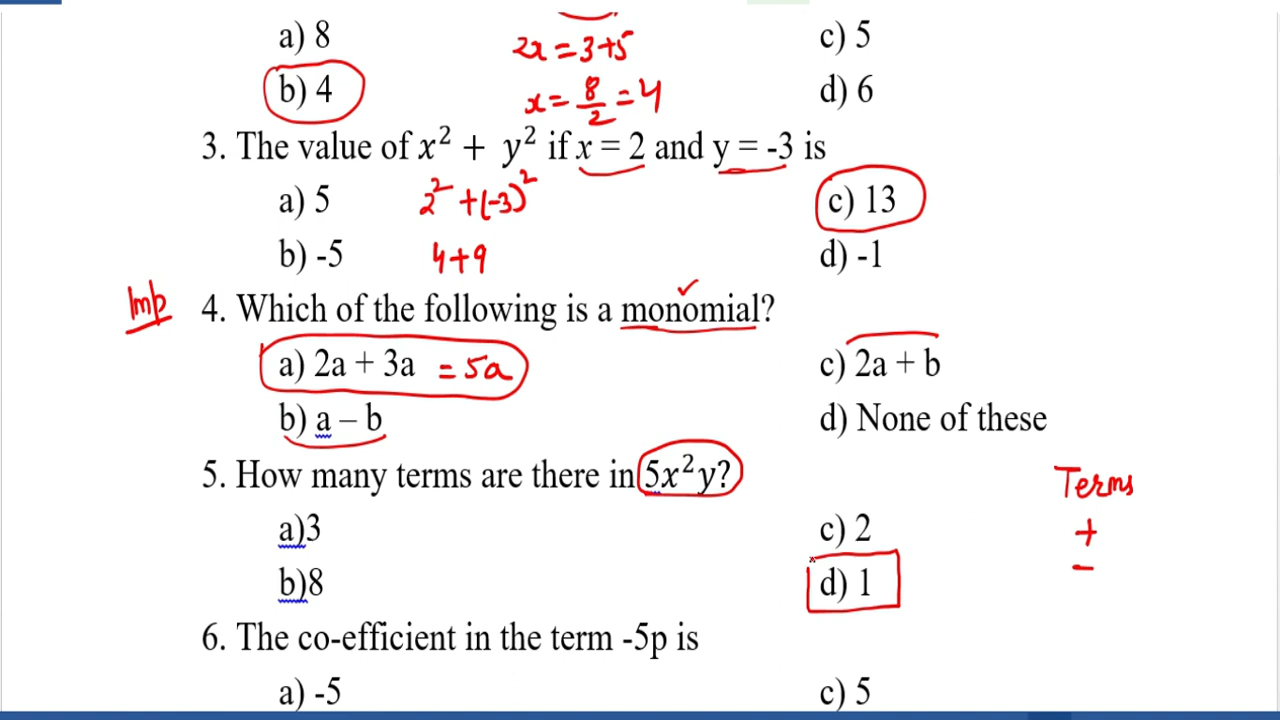 a) 8 2x = 3+5 c) 5
b) 4 x = 8/2 = 4 d) 6
3. The value of x² + y² if x = 2 and y = -3 is
a) 5 2² + (-3)² c) 13
b) -5 4+9 d) -1
Imp 4. Which of the following is a monomial?
a) 2a + 3a = 5a c) 2a + b
b) a – b d) None of these
5. How many terms are there in 5x²y?
Terms
a)3 c) 2 +
b)8 d) 1 −
6. The co-efficient in the term -5p is
a) -5 c) 5